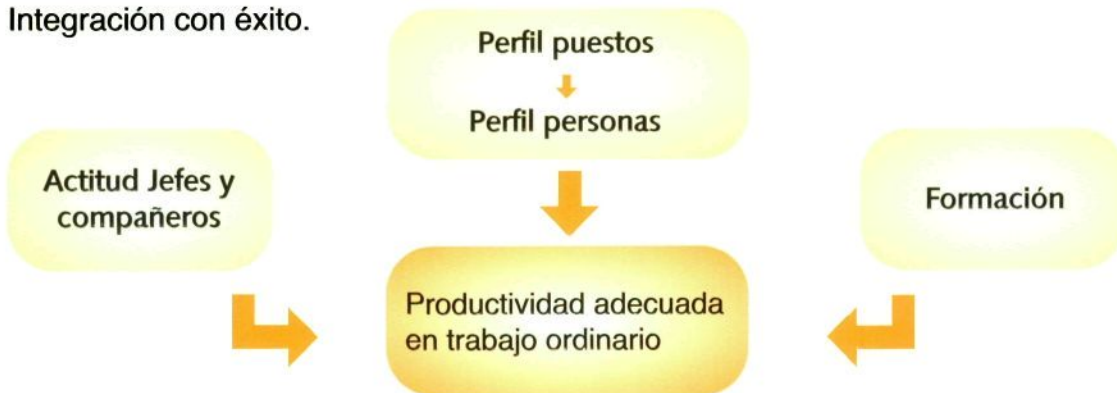 Integración con éxito.
Perfil puestos
Perfil personas
Actitud Jefes y
compañeros
Formación
Productividad adecuada
en trabajo ordinario